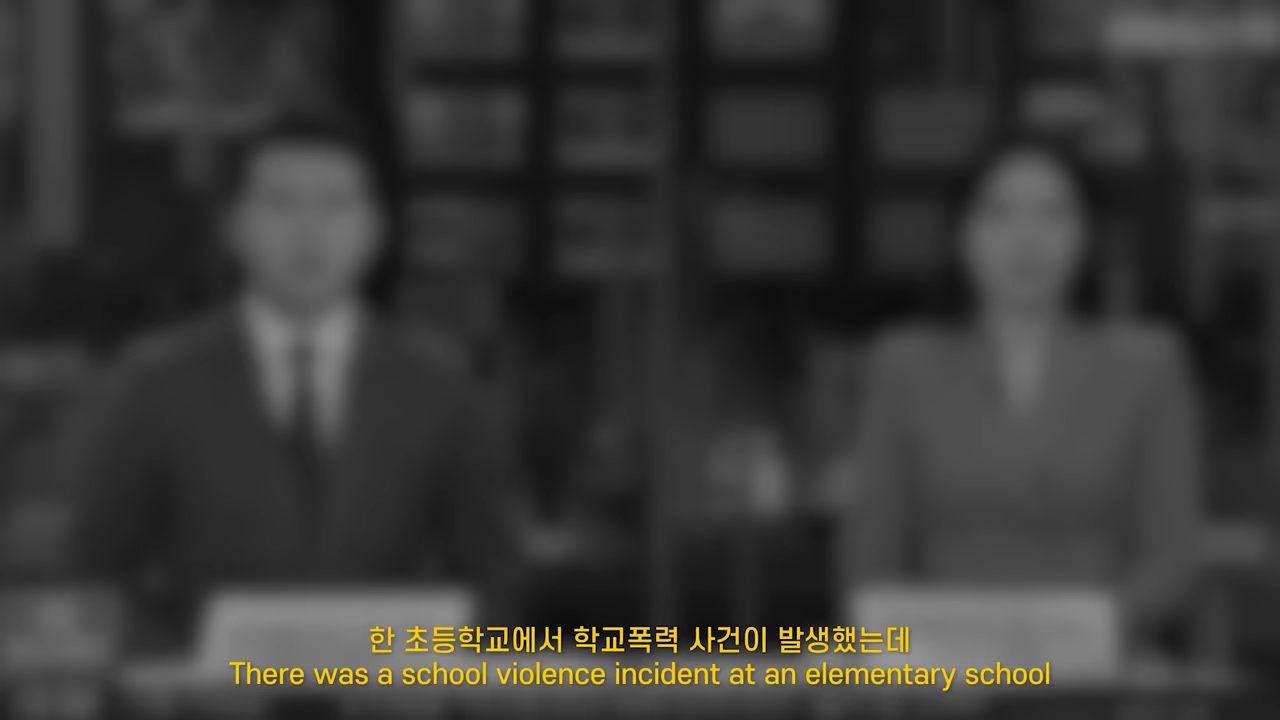 한 초등학교에서 학교폭력 사건이 발생했는데
There was a school violence incident at an elementary school